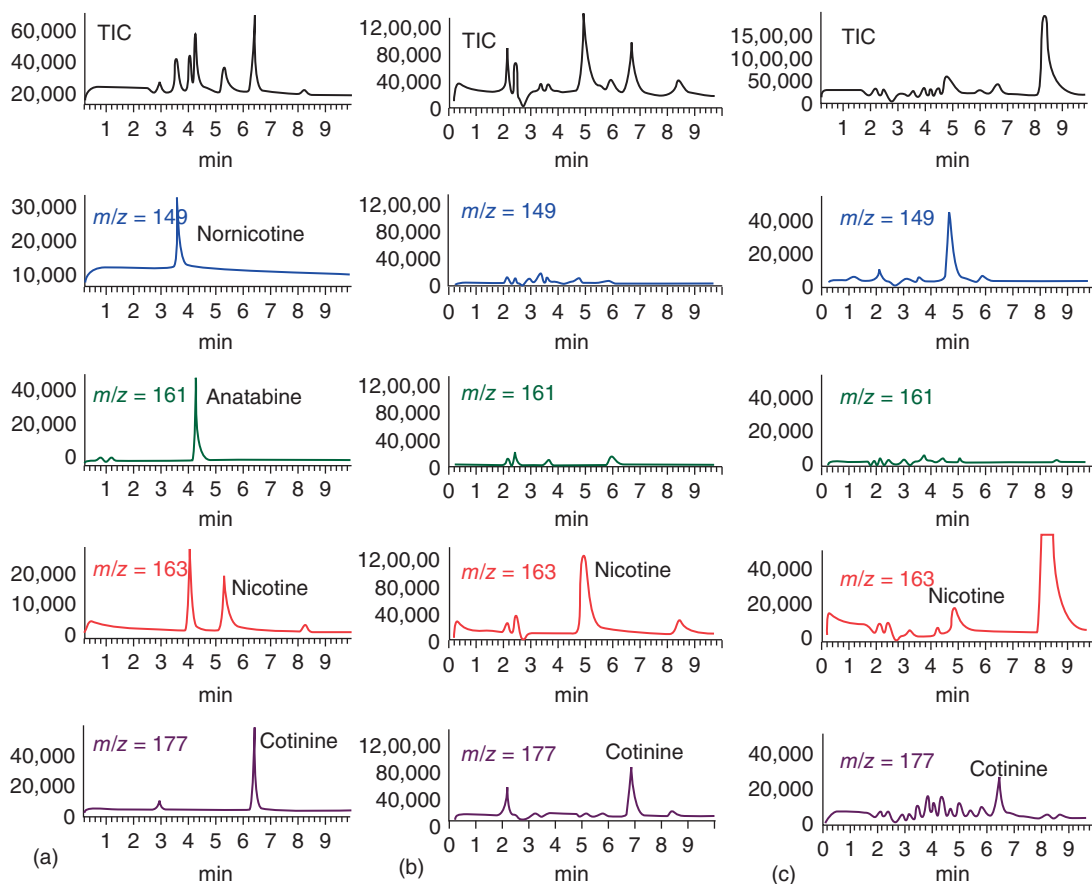 60,000
40,000
20,000
TIC
1 2 3 4 5 6 7 8 9
min
30,000
20,000
10,000
m/z = 149
Nornicotine
1 2 3 4 5 6 7 8 9
min
40,000
20,000
0
m/z = 161
Anatabine
1 2 3 4 5 6 7 8 9
min
20,000
10,000
0
m/z = 163
Nicotine
1 2 3 4 5 6 7 8 9
min
40,000
20,000
0
m/z = 177
Cotinine
1 2 3 4 5 6 7 8 9
min
(a)
12,00,00
80,000
40,000
0
TIC
0 1 2 3 4 5 6 7 8 9
min
12,00,00
80,000
40,000
0
m/z = 149
0 1 2 3 4 5 6 7 8 9
min
12,00,00
80,000
40,000
0
m/z = 161
0 1 2 3 4 5 6 7 8 9
min
12,00,00
80,000
40,000
0
m/z = 163
Nicotine
0 1 2 3 4 5 6 7 8 9
min
12,00,00
80,000
40,000
0
m/z = 177
Cotinine
0 1 2 3 4 5 6 7 8 9
min
(b)
15,00,00
10,00,00
50,000
0
TIC
1 2 3 4 5 6 7 8 9
min
40,000
20,000
0
m/z = 149
0 1 2 3 4 5 6 7 8 9
min
40,000
20,000
0
m/z = 161
0 1 2 3 4 5 6 7 8 9
min
40,000
20,000
0
m/z = 163
Nicotine
0 1 2 3 4 5 6 7 8 9
min
40,000
20,000
0
m/z = 177
Cotinine
0 1 2 3 4 5 6 7 8 9
min
(c)